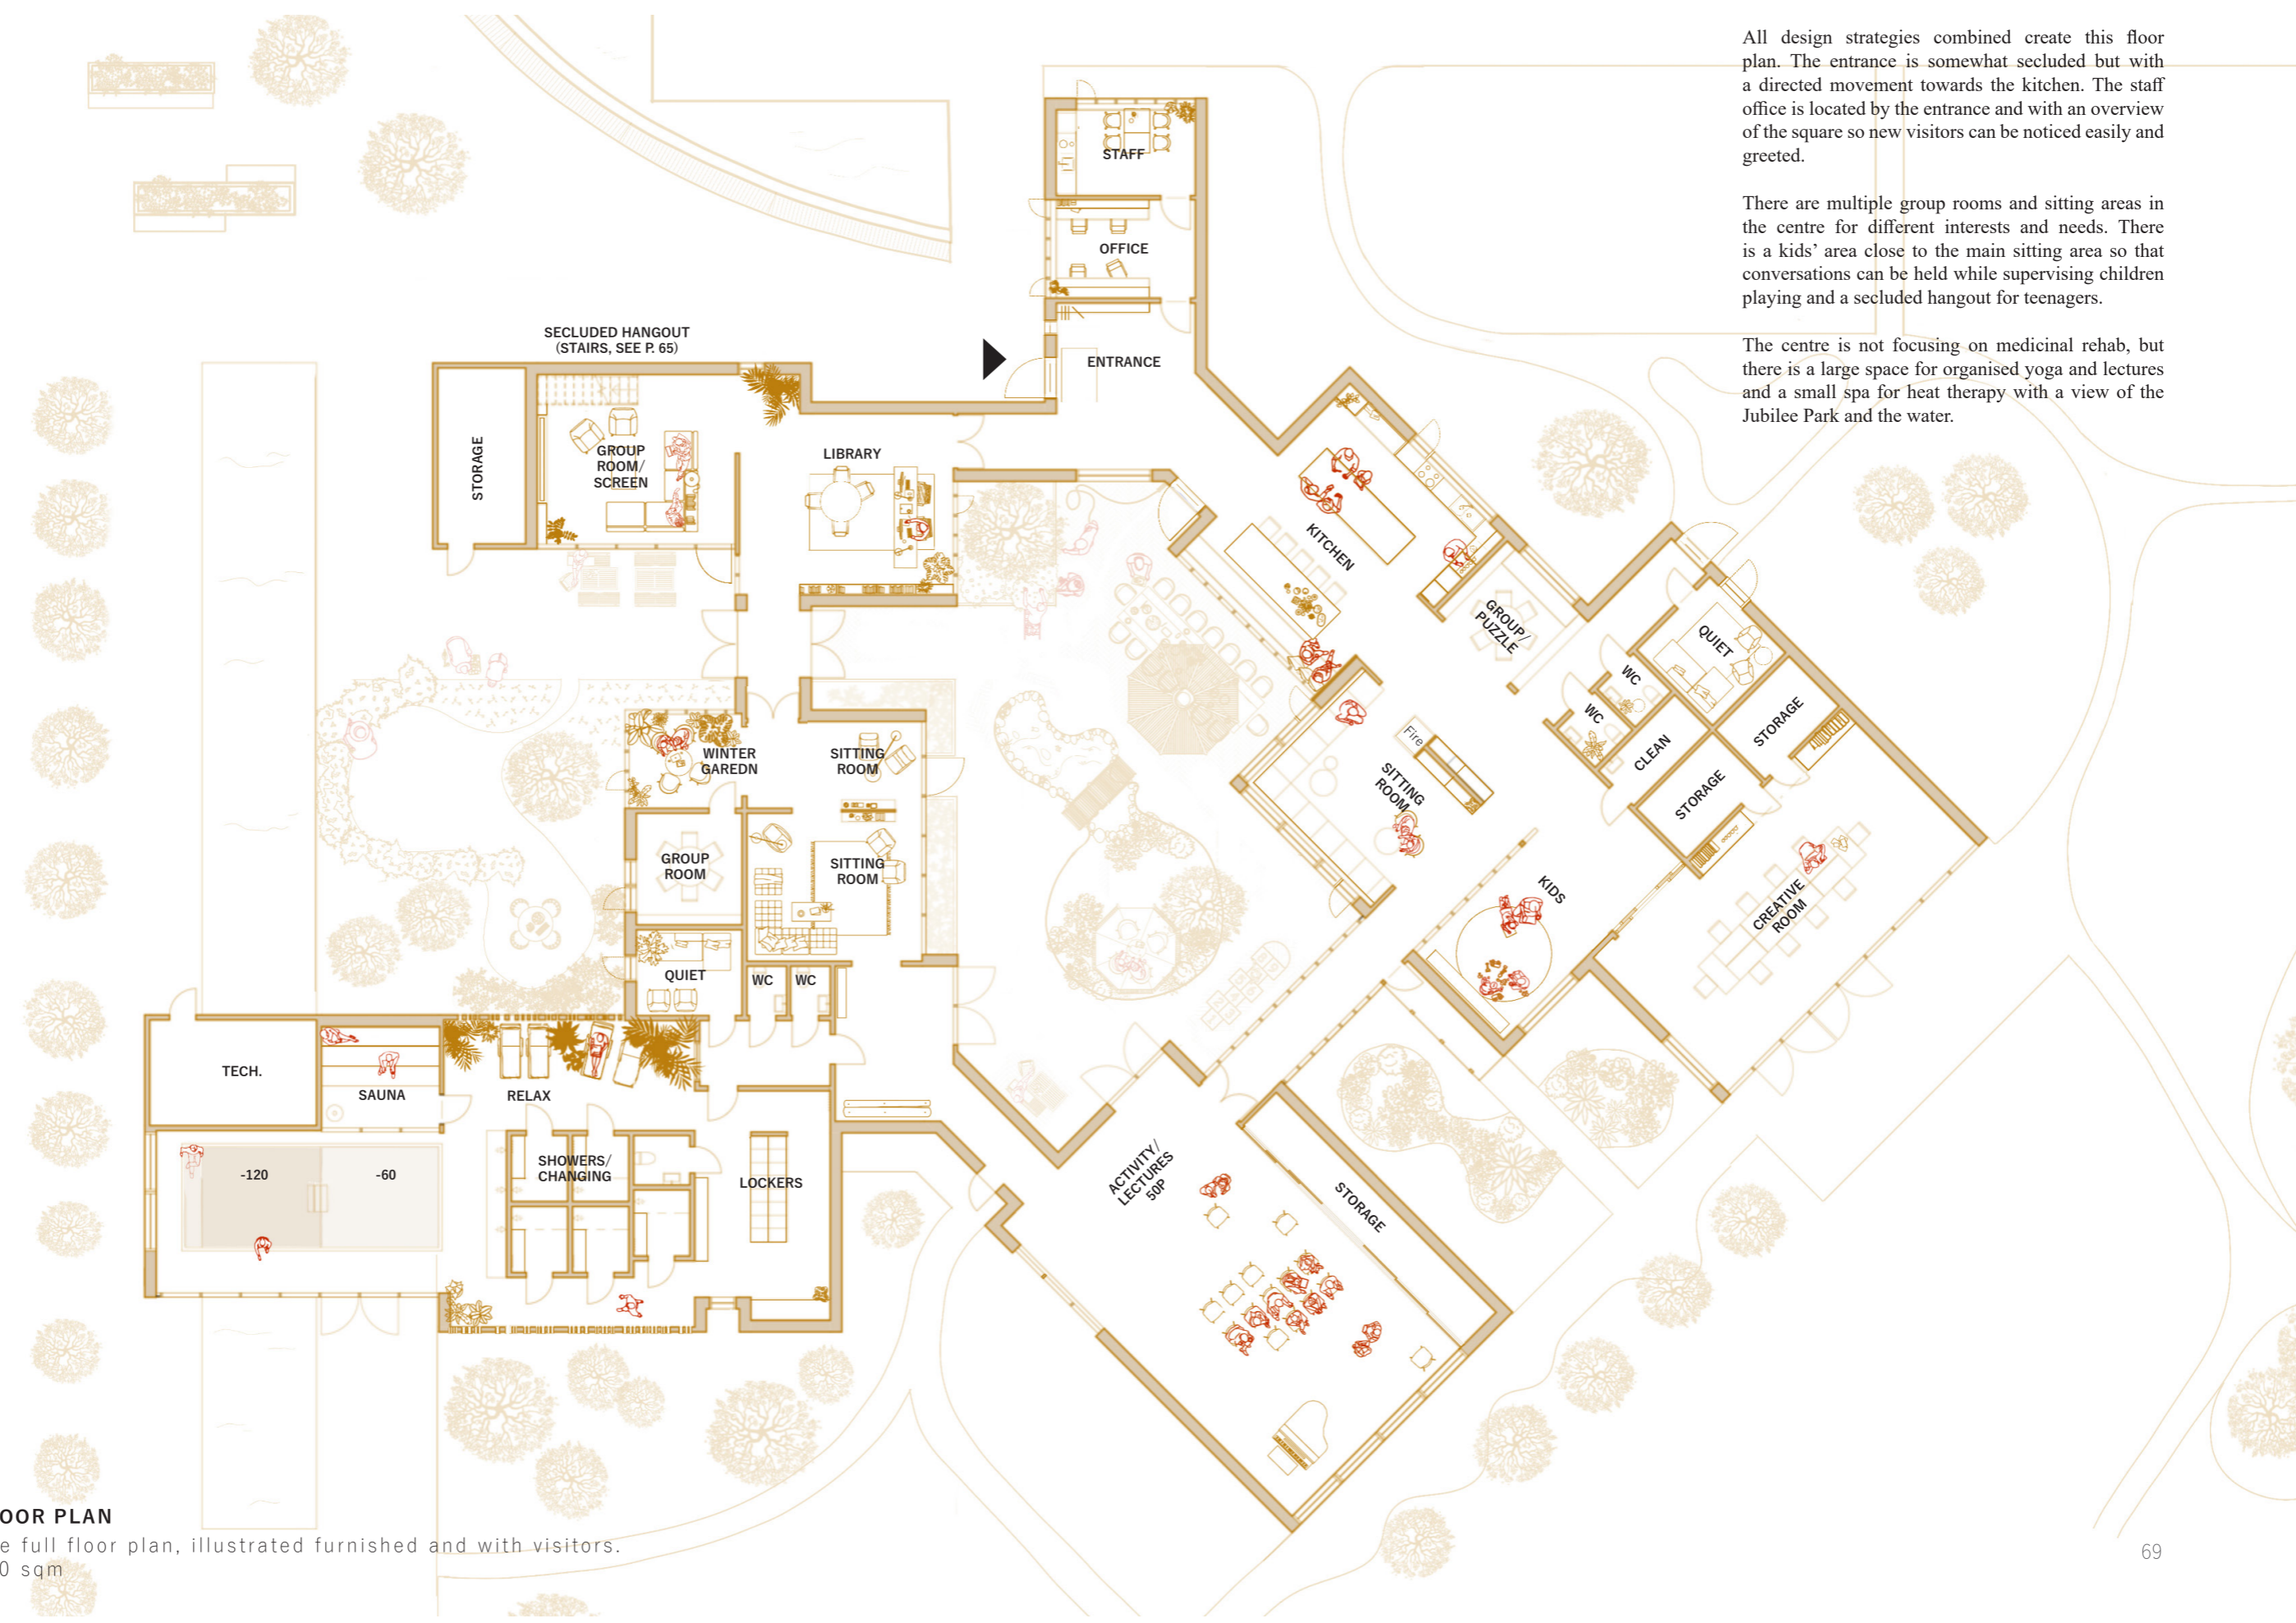 All design strategies combined create this floor
plan. The entrance is somewhat secluded but with
a directed movement towards the kitchen. The staff
office is located by the entrance and with an overview
of the square so new visitors can be noticed easily and
greeted.
There are multiple group rooms and sitting areas in
the centre for different interests and needs. There
is a kids’ area close to the main sitting area so that
conversations can be held while supervising children
playing and a secluded hangout for teenagers.
The centre is not focusing on medicinal rehab, but
there is a large space for organised yoga and lectures
and a small spa for heat therapy with a view of the
Jubilee Park and the water.
STAFF
OFFICE
ENTRANCE
SECLUDED HANGOUT
(STAIRS, SEE P. 65)
STORAGE
GROUP
ROOM/
SCREEN
LIBRARY
KITCHEN
GROUP/
PUZZLE
QUIET
WC
WC
CLEAN
STORAGE
STORAGE
Fire
SITTING
ROOM
KIDS
CREATIVE
ROOM
WINTER
GAREDN
SITTING
ROOM
GROUP
ROOM
SITTING
ROOM
QUIET
WC
WC
TECH.
SAUNA
RELAX
-120
-60
SHOWERS/
CHANGING
LOCKERS
ACTIVITY/
LECTURES
50P
STORAGE
OOR PLAN
e full floor plan, illustrated furnished and with visitors.
0 sqm
69